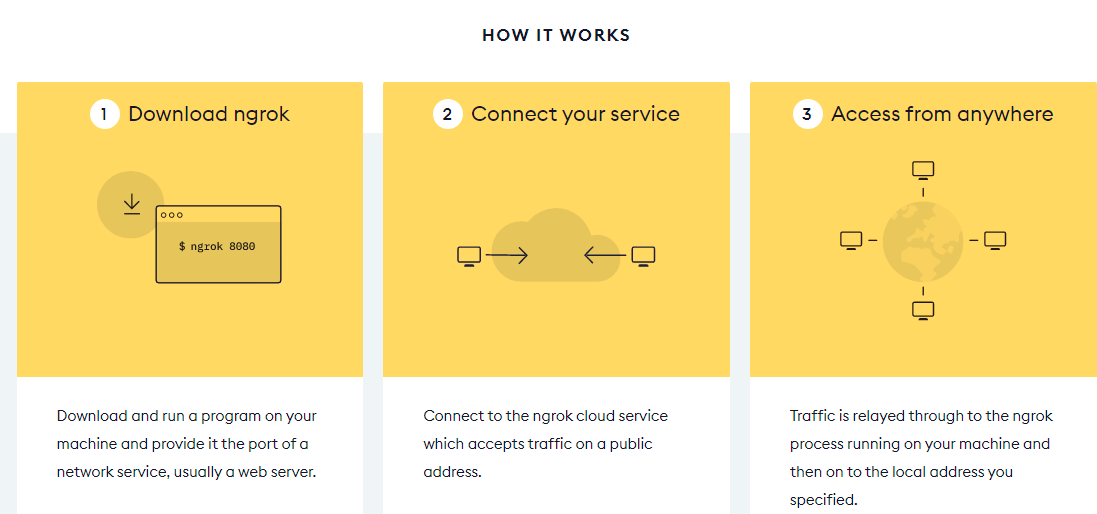 HOW IT WORKS
1 Download ngrok
$ ngrok 8080
Download and run a program on your
machine and provide it the port of a
network service, usually a web server.
2 Connect your service
Connect to the ngrok cloud service
which accepts traffic on a public
address.
3 Access from anywhere
Traffic is relayed through to the ngrok
process running on your machine and
then on to the local address you
specified.